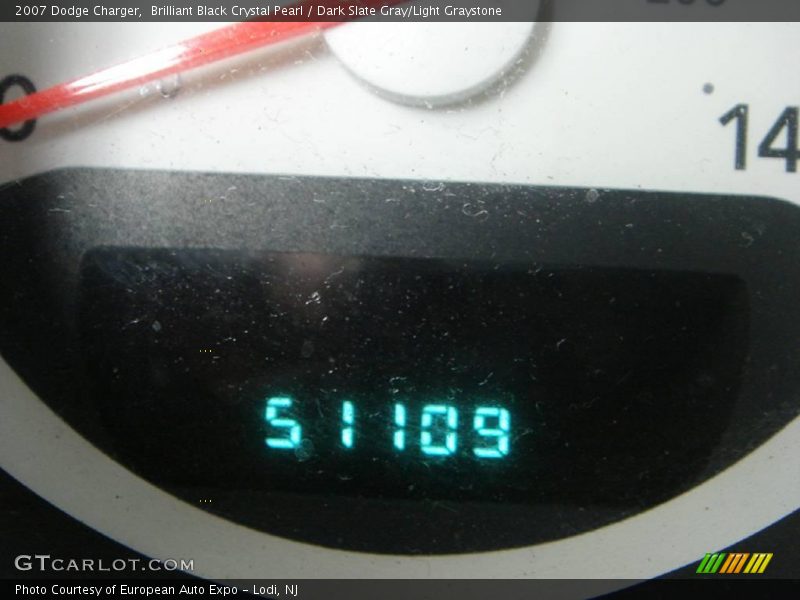 2007 Dodge Charger,  Brilliant Black Crystal Pearl / Dark Slate Gray/Light Graystone
0
14
51109
GTCARLOT.COM
Photo Courtesy of European Auto Expo - Lodi, NJ